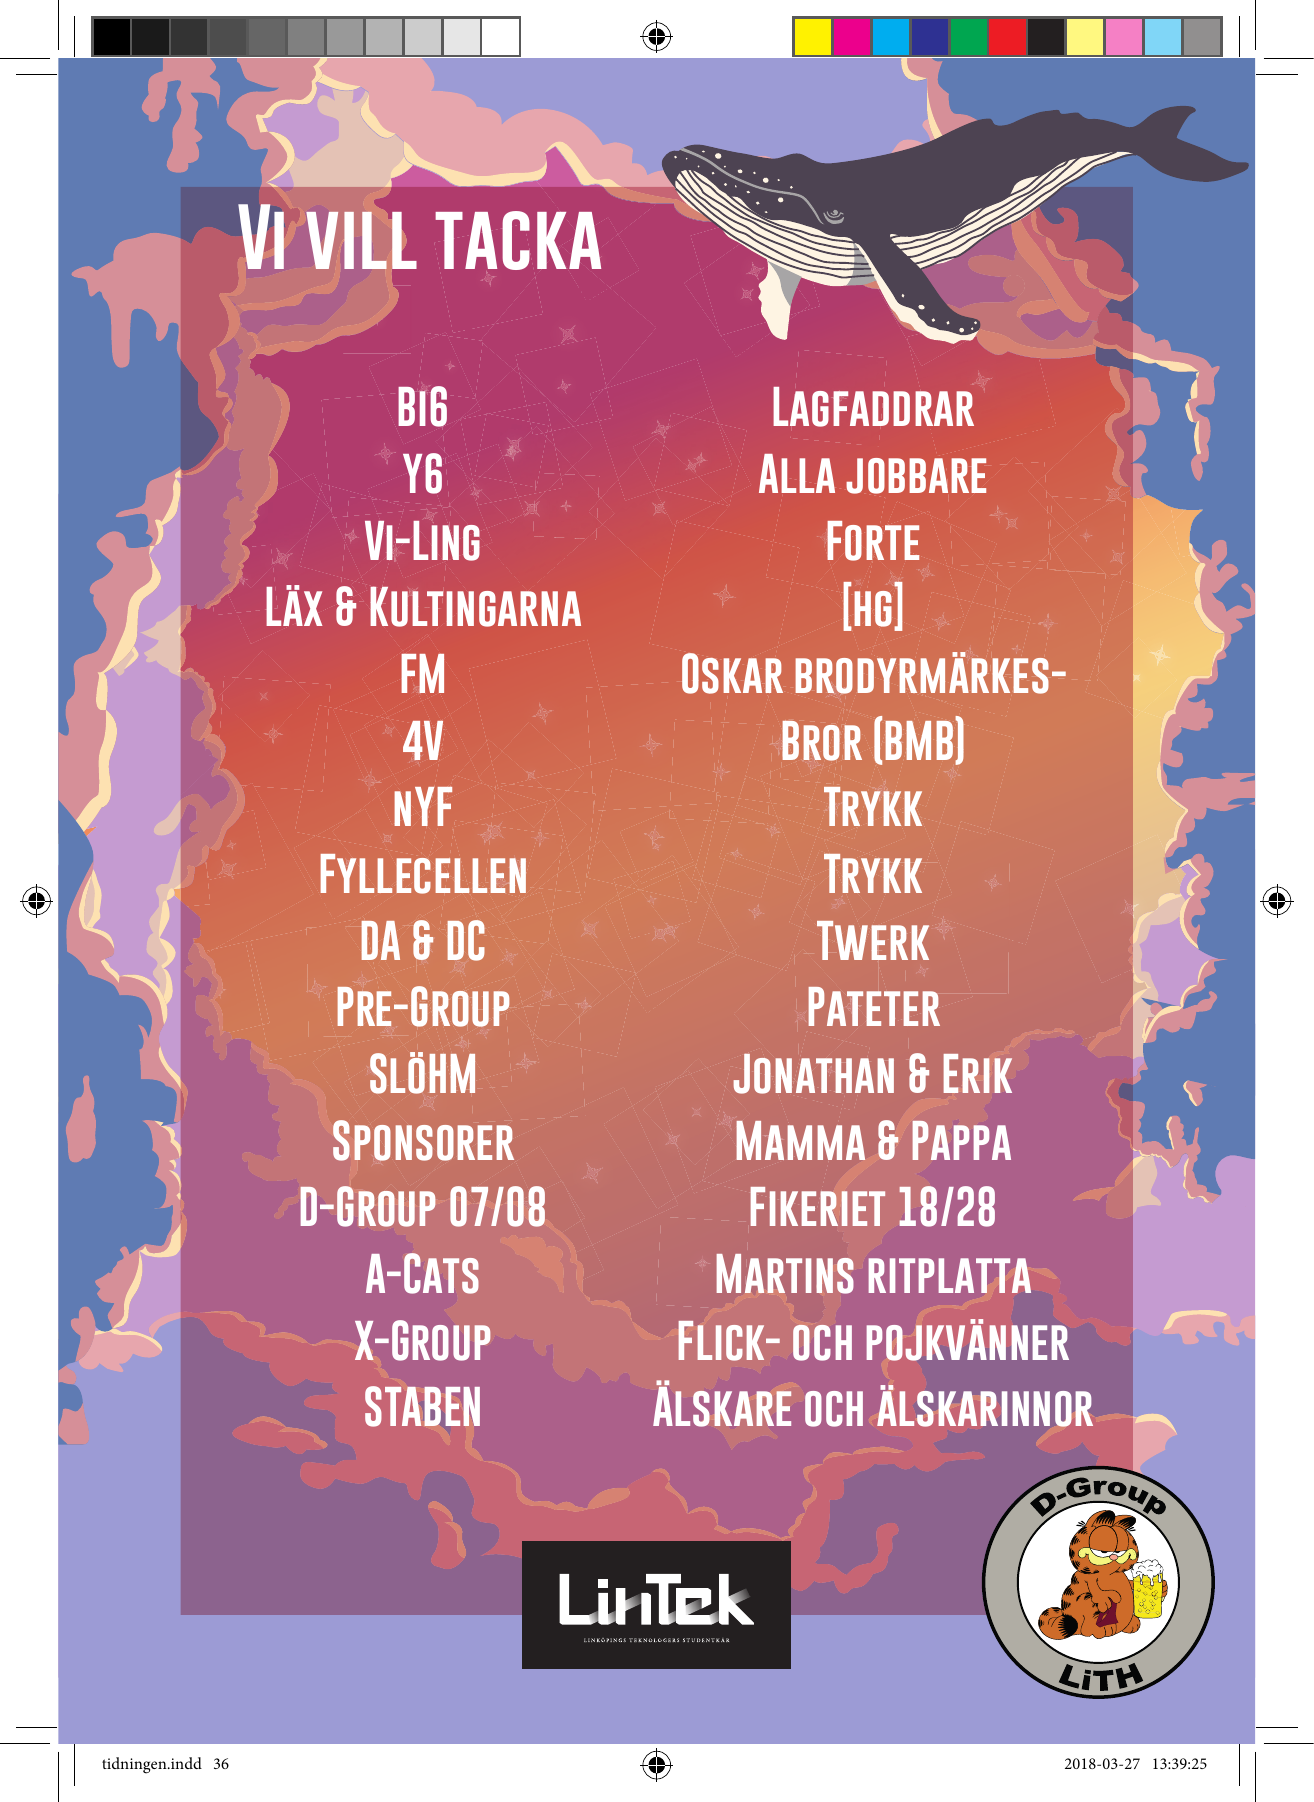 Vi vill tacka
Bi6
Y6
Vi-Ling
Läx & Kultingarna
FM
4V
nYF
Fyllecellen
DA & DC
Pre-Group
SlöHM
Sponsorer
D-Group 07/08
A-Cats
X-Group
STABEN
Lagfaddrar
Alla jobbare
Forte
[hg]
Oskar brodyrmärkes-
Bror (BMB)
Trykk
Trykk
Twerk
Pateter
Jonathan & Erik
Mamma & Pappa
Fikeriet 18/28
Martins ritplatta
Flick- och pojkvänner
Älskare och älskarinnor
LinTek
LINKÖPINGS TEKNOLOGERS STUDENTKÅR
D-Group
LiTH
tidningen.indd 36
2018-03-27 13:39:25